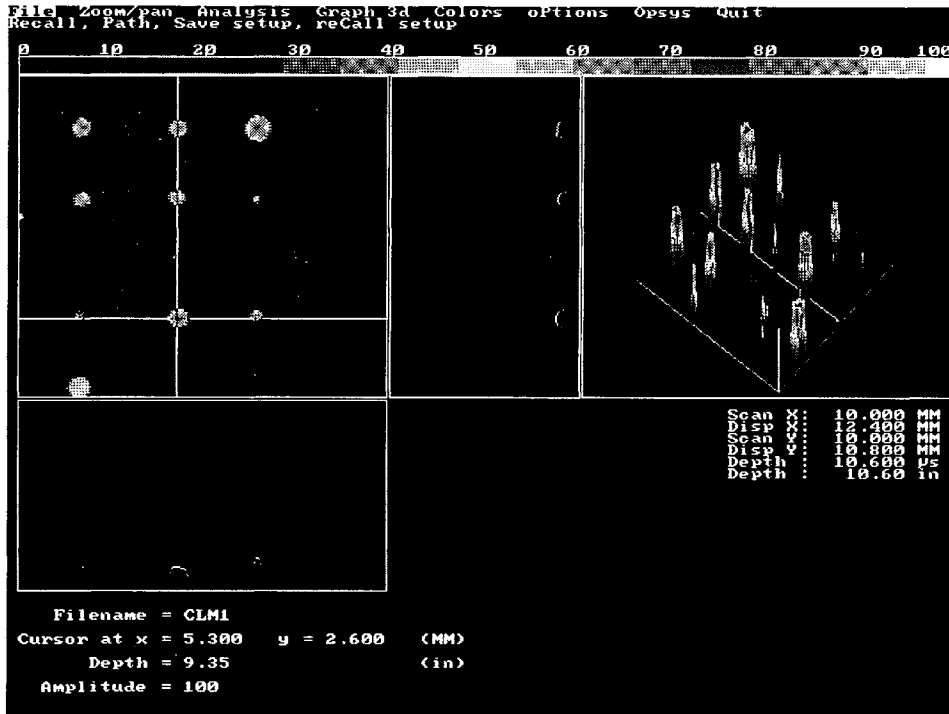 File Zoom/pan Analysis Graph 3d Colors oPtions Opsys Quit
Recall, Path, Save setup, reCall setup
0 10 20 30 40 50 60 70 80 90 100
Scan X: 10.000 MM
Disp X: 12.400 MM
Scan Y: 10.000 MM
Disp Y: 10.800 MM
Depth : 10.600 µs
Depth : 10.60 in
Filename = CLM1
Cursor at x = 5.300 y = 2.600 (MM)
Depth = 9.35 (in)
Amplitude = 100